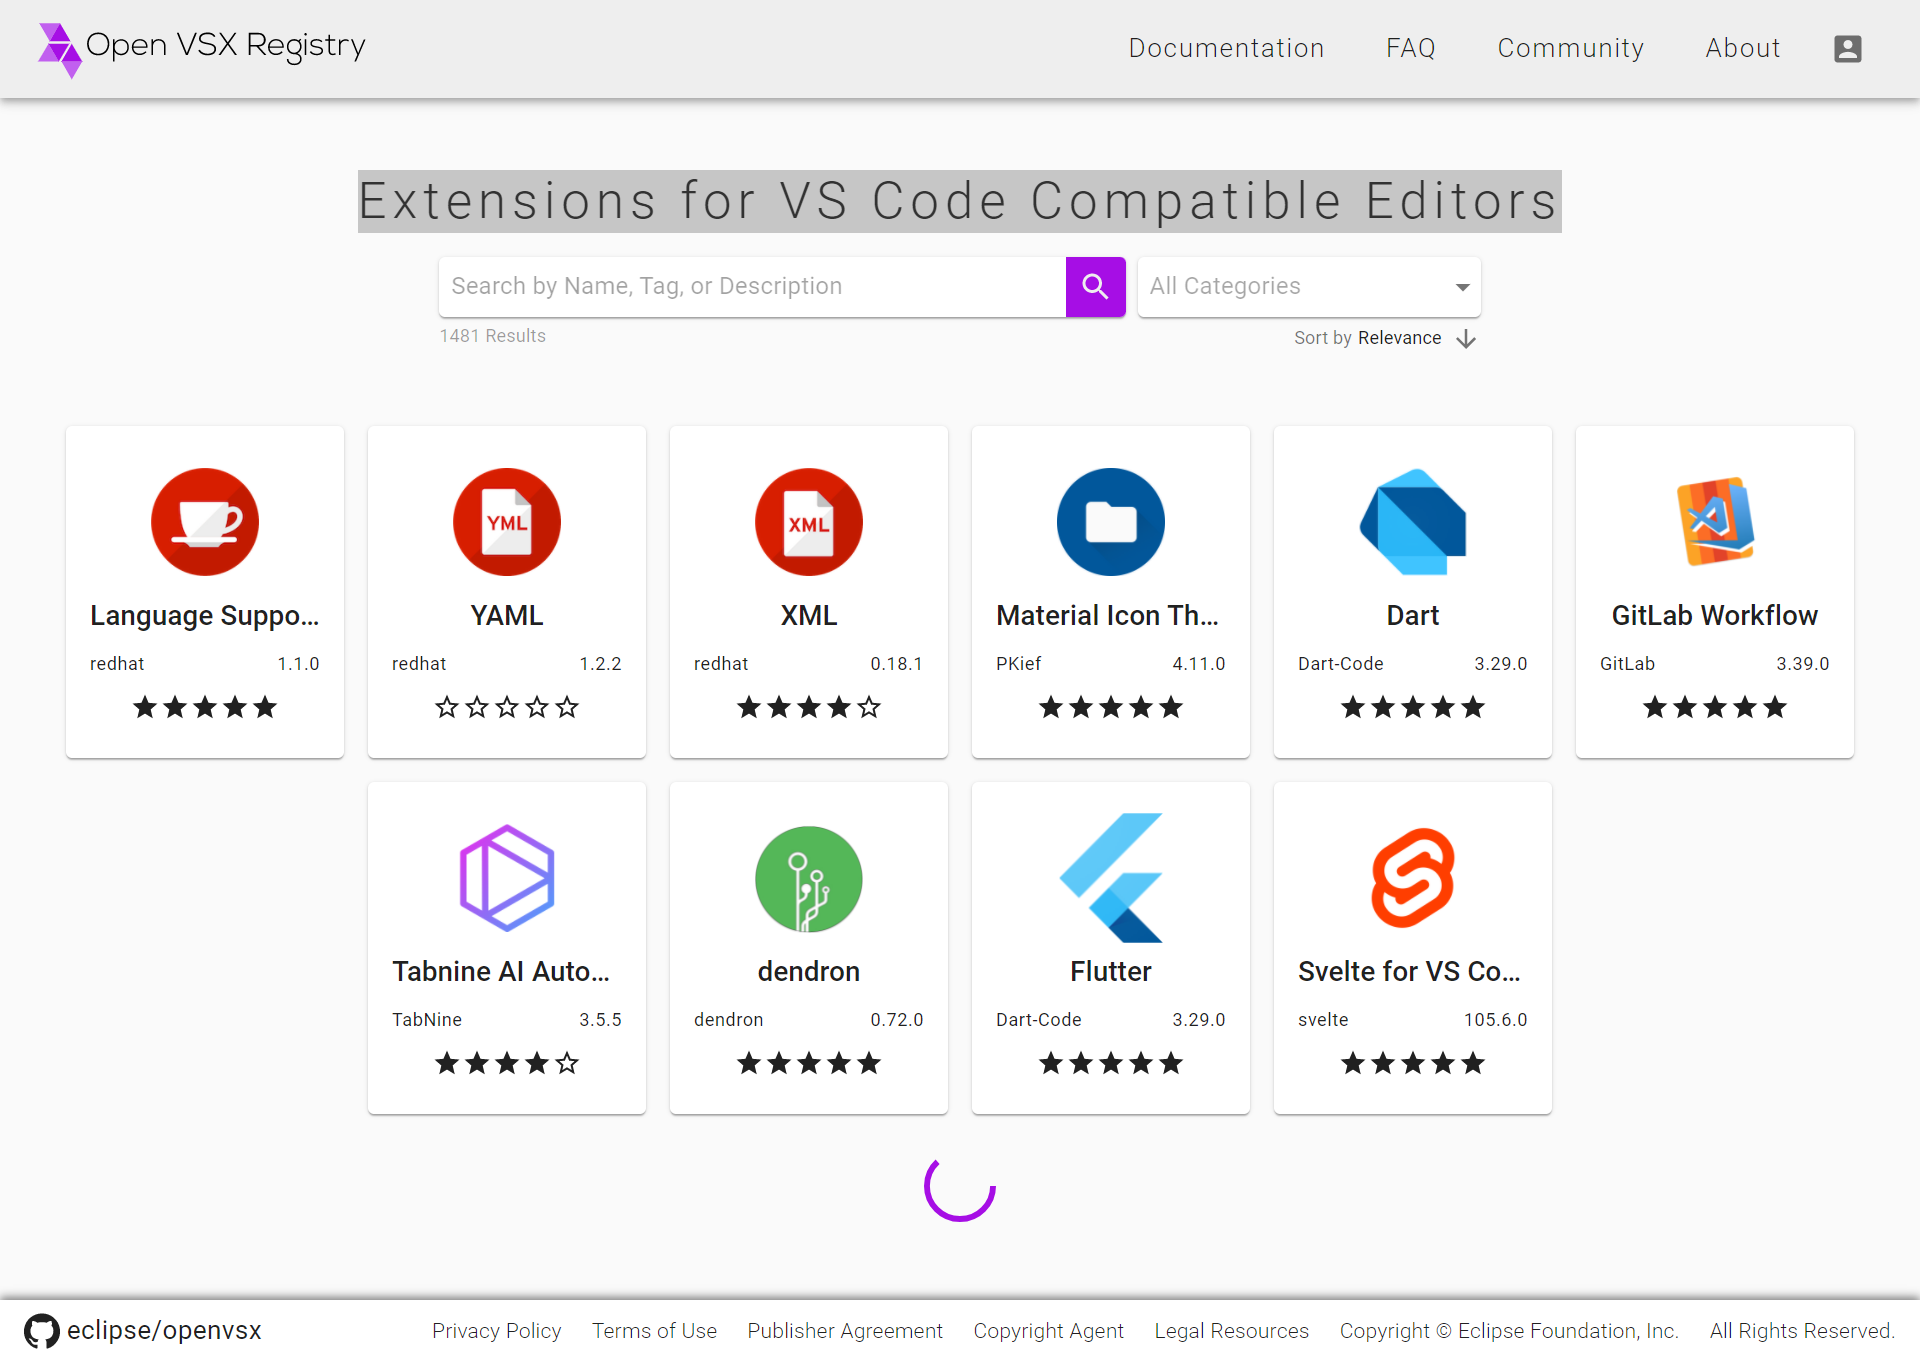 Open VSX Registry
Documentation FAQ Community About
Extensions for VS Code Compatible Editors
Search by Name, Tag, or Description
All Categories
1481 Results
Sort by Relevance
YML
XML
Language Suppo...
redhat 1.1.0
YAML
redhat 1.2.2
XML
redhat 0.18.1
Material Icon Th...
PKief 4.11.0
Dart
Dart-Code 3.29.0
GitLab Workflow
GitLab 3.39.0
Tabnine AI Auto...
TabNine 3.5.5
dendron
dendron 0.72.0
Flutter
Dart-Code 3.29.0
Svelte for VS Co...
svelte 105.6.0
eclipse/openvsx
Privacy Policy Terms of Use Publisher Agreement Copyright Agent Legal Resources Copyright © Eclipse Foundation, Inc. All Rights Reserved.